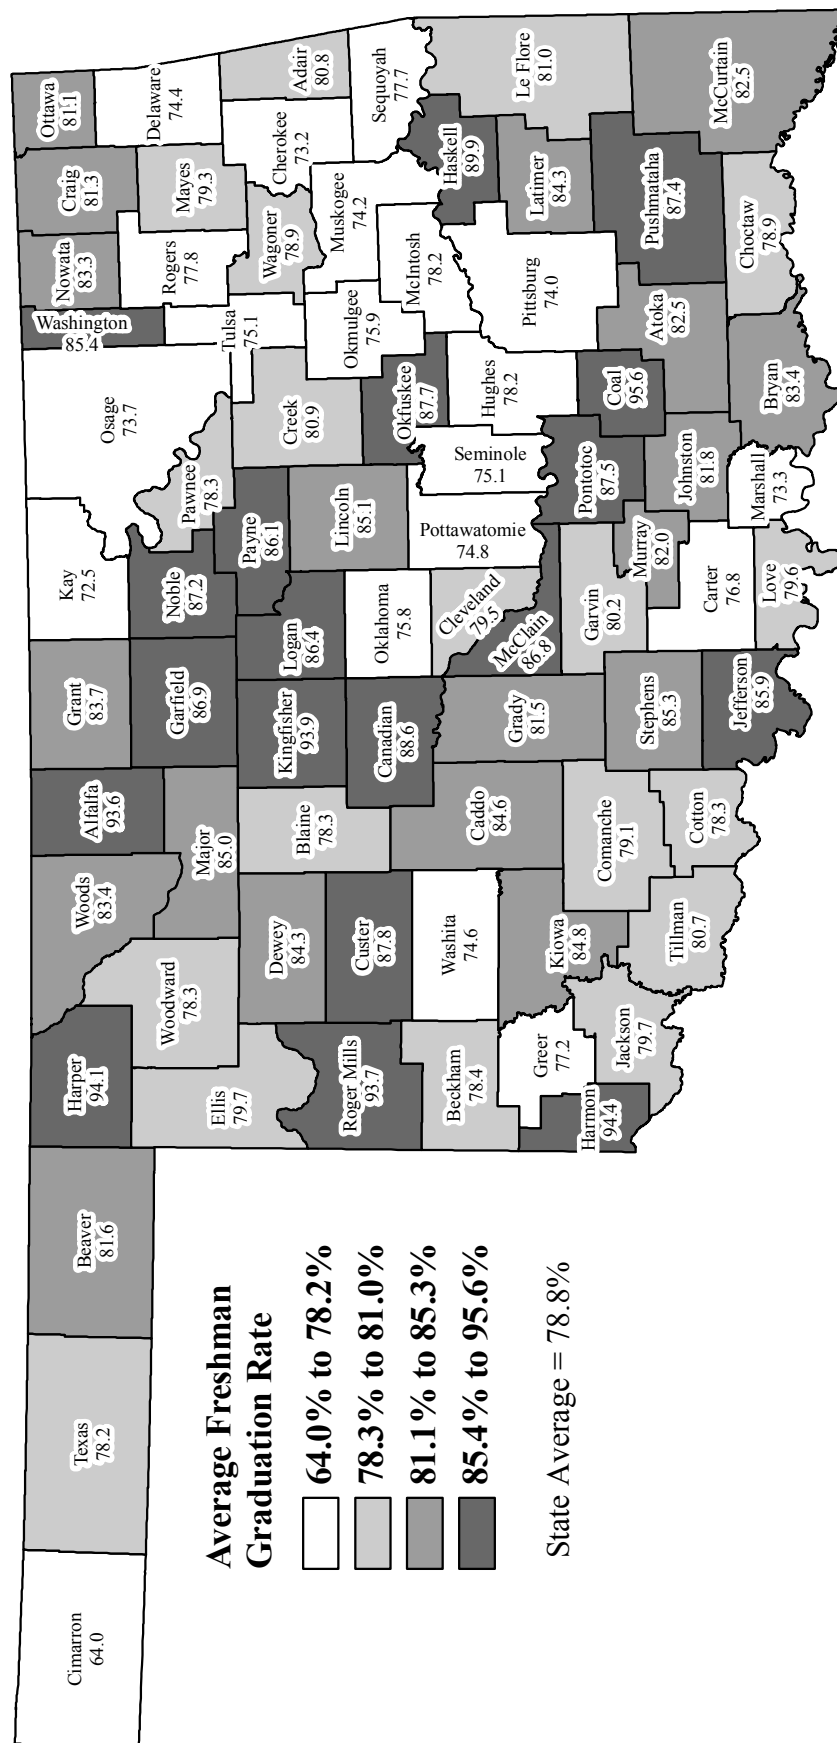 Cimarron
64.0
Texas
78.2
Beaver
81.6
Harper
94.1
Woods
83.4
Alfalfa
93.6
Grant
83.7
Kay
72.5
Osage
73.7
Washington
85.4
Nowata
83.3
Craig
81.3
Ottawa
81.1
Ellis
79.7
Woodward
78.3
Major
85.0
Garfield
86.9
Noble
87.2
Pawnee
78.3
Rogers
77.8
Mayes
79.3
Delaware
74.4
Roger Mills
93.7
Dewey
84.3
Blaine
78.3
Kingfisher
93.9
Logan
86.4
Payne
86.1
Creek
80.9
Tulsa
75.1
Wagoner
78.9
Cherokee
73.2
Adair
80.8
Custer
87.8
Canadian
88.6
Oklahoma
75.8
Lincoln
85.1
Okfuskee
87.7
Okmulgee
75.9
Muskogee
74.2
Sequoyah
77.7
Beckham
78.4
Washita
74.6
Caddo
84.6
Grady
81.5
McClain
86.8
Cleveland
79.5
Pottawatomie
74.8
Seminole
75.1
Hughes
78.2
McIntosh
78.2
Haskell
89.9
Le Flore
81.0
Greer
77.2
Kiowa
84.8
Harmon
94.4
Jackson
79.7
Comanche
79.1
Stephens
85.3
Garvin
80.2
Murray
82.0
Pontotoc
87.5
Coal
95.6
Pittsburg
74.0
Latimer
84.3
Tillman
80.7
Cotton
78.3
Jefferson
85.9
Carter
76.8
Love
79.6
Johnston
81.8
Marshall
73.3
Atoka
82.5
Bryan
83.4
Pushmataha
87.4
Choctaw
78.9
McCurtain
82.5
Average Freshman
Graduation Rate
64.0% to 78.2%
78.3% to 81.0%
81.1% to 85.3%
85.4% to 95.6%
State Average = 78.8%